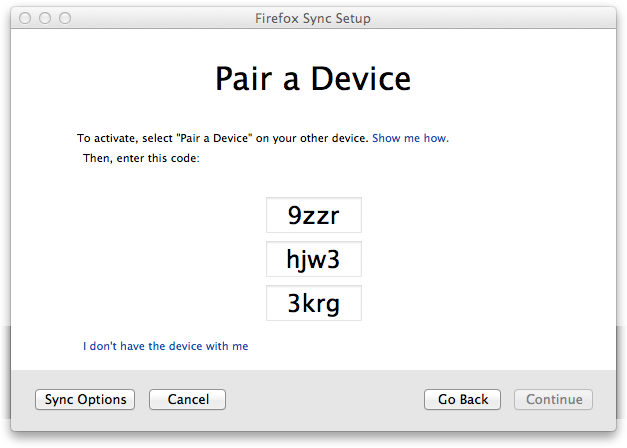 Firefox Sync Setup
Pair a Device
To activate, select "Pair a Device" on your other device. Show me how.
Then, enter this code:
9zzr
hjw3
3krg
I don't have the device with me
Sync Options Cancel Go Back Continue